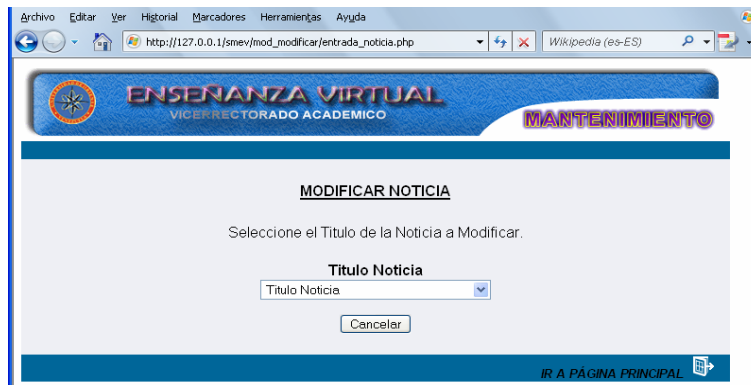 Archivo Editar Ver Historial Marcadores Herramientas Ayuda
http://127.0.0.1/smev/mod_modificar/entrada_noticia.php Wikipedia (es-ES)
ENSEÑANZA VIRTUAL
VICERRECTORADO ACADEMICO
MANTENIMIENTO
MODIFICAR NOTICIA
Seleccione el Titulo de la Noticia a Modificar.
Titulo Noticia
Titulo Noticia
Cancelar
IR A PÁGINA PRINCIPAL